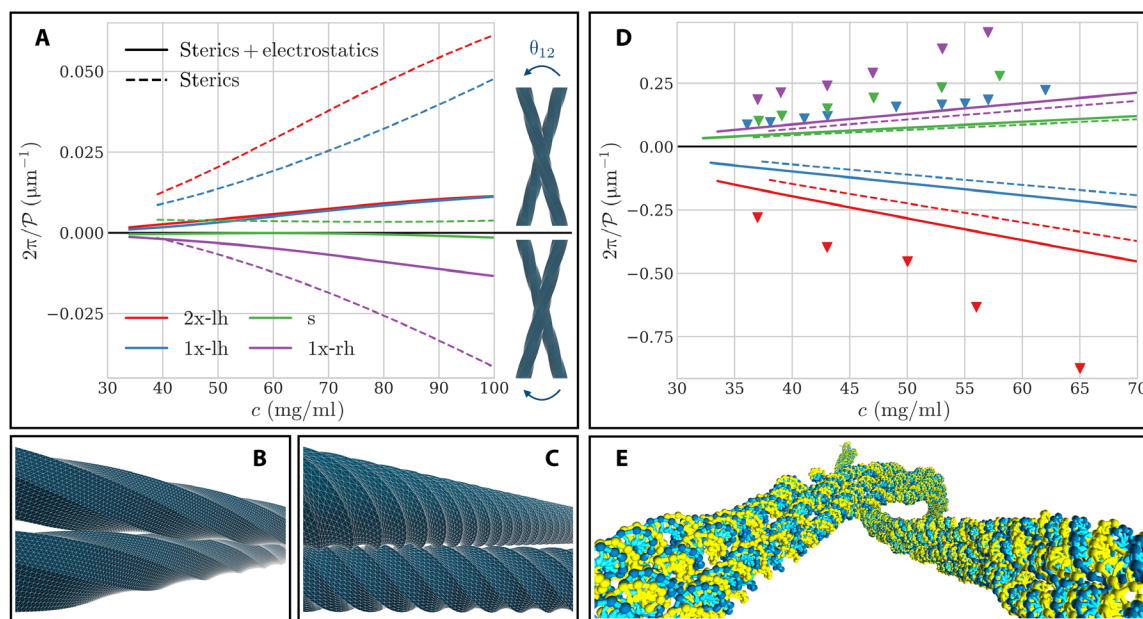 A
Sterics + electrostatics
Sterics
θ12
2π/𝒫 (μm⁻¹)
0.050
0.025
0.000
−0.025
2x-lh
s
1x-lh
1x-rh
30 40 50 60 70 80 90 100
c (mg/ml)
D
2π/𝒫 (μm⁻¹)
0.25
0.00
−0.25
−0.50
−0.75
30 35 40 45 50 55 60 65 70
c (mg/ml)
B
C
E